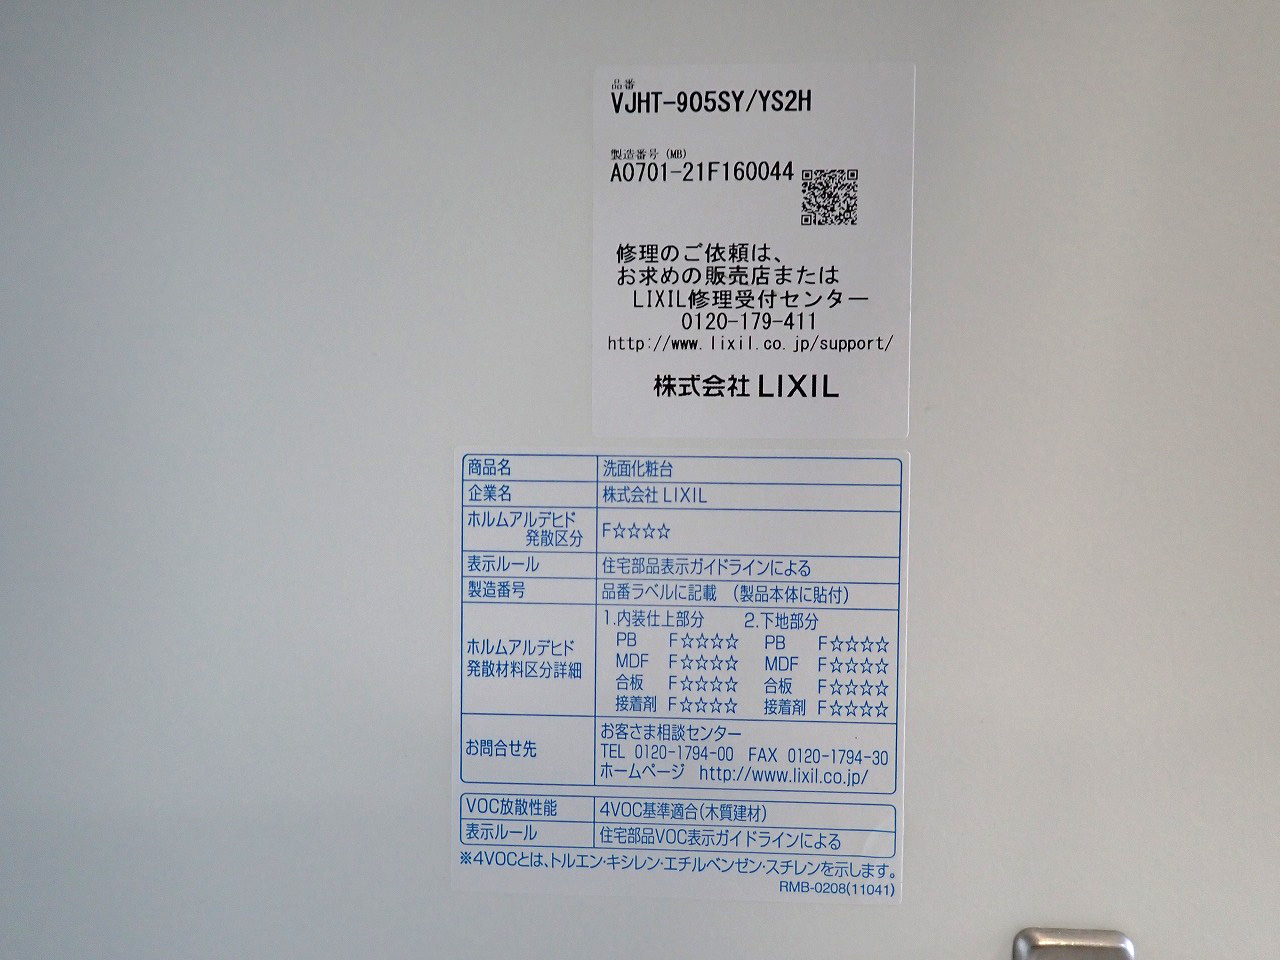 品番
VJHT-905SY/YS2H
製造番号 (MB)
A0701-21F160044
修理のご依頼は、
お求めの販売店または
LIXIL修理受付センター
0120-179-411
http://www.lixil.co.jp/support/
株式会社 LIXIL
商品名 洗面化粧台
企業名 株式会社 LIXIL
ホルムアルデヒド
発散区分 F☆☆☆☆
表示ルール 住宅部品表示ガイドラインによる
製造番号 品番ラベルに記載 (製品本体に貼付)
ホルムアルデヒド
発散材料区分詳細
1.内装仕上部分 2.下地部分
PB F☆☆☆☆ PB F☆☆☆☆
MDF F☆☆☆☆ MDF F☆☆☆☆
合板 F☆☆☆☆ 合板 F☆☆☆☆
接着剤 F☆☆☆☆ 接着剤 F☆☆☆☆
お問合せ先
お客さま相談センター
TEL 0120-1794-00 FAX 0120-1794-30
ホームページ http://www.lixil.co.jp/
VOC放散性能 4VOC基準適合(木質建材)
表示ルール 住宅部品VOC表示ガイドラインによる
※4VOCとは、トルエン・キシレン・エチルベンゼン・スチレンを示します。
RMB-0208(11041)